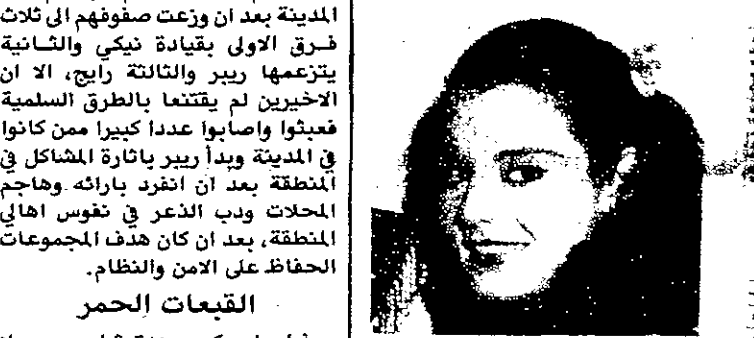 المدينة بعد ان وزعت صفوفهم الى ثلاث
فرق الاولى بقيادة نيكي والثانية
يتزعمها ريبر والثالثة رايج، الا ان
الاخيرين لم يقتنعا بالطرق السلمية
فعبثوا واصابوا عددا كبيرا ممن كانوا
في المدينة وبدأ ريبر باثارة المشاكل في
المنطقة بعد ان انفرد بارائه وهاجم
المحلات ودب الذعر في نفوس اهالي
المنطقة، بعد ان كان هدف المجموعات
الحفاظ على الامن والنظام.
القبعات الحمر